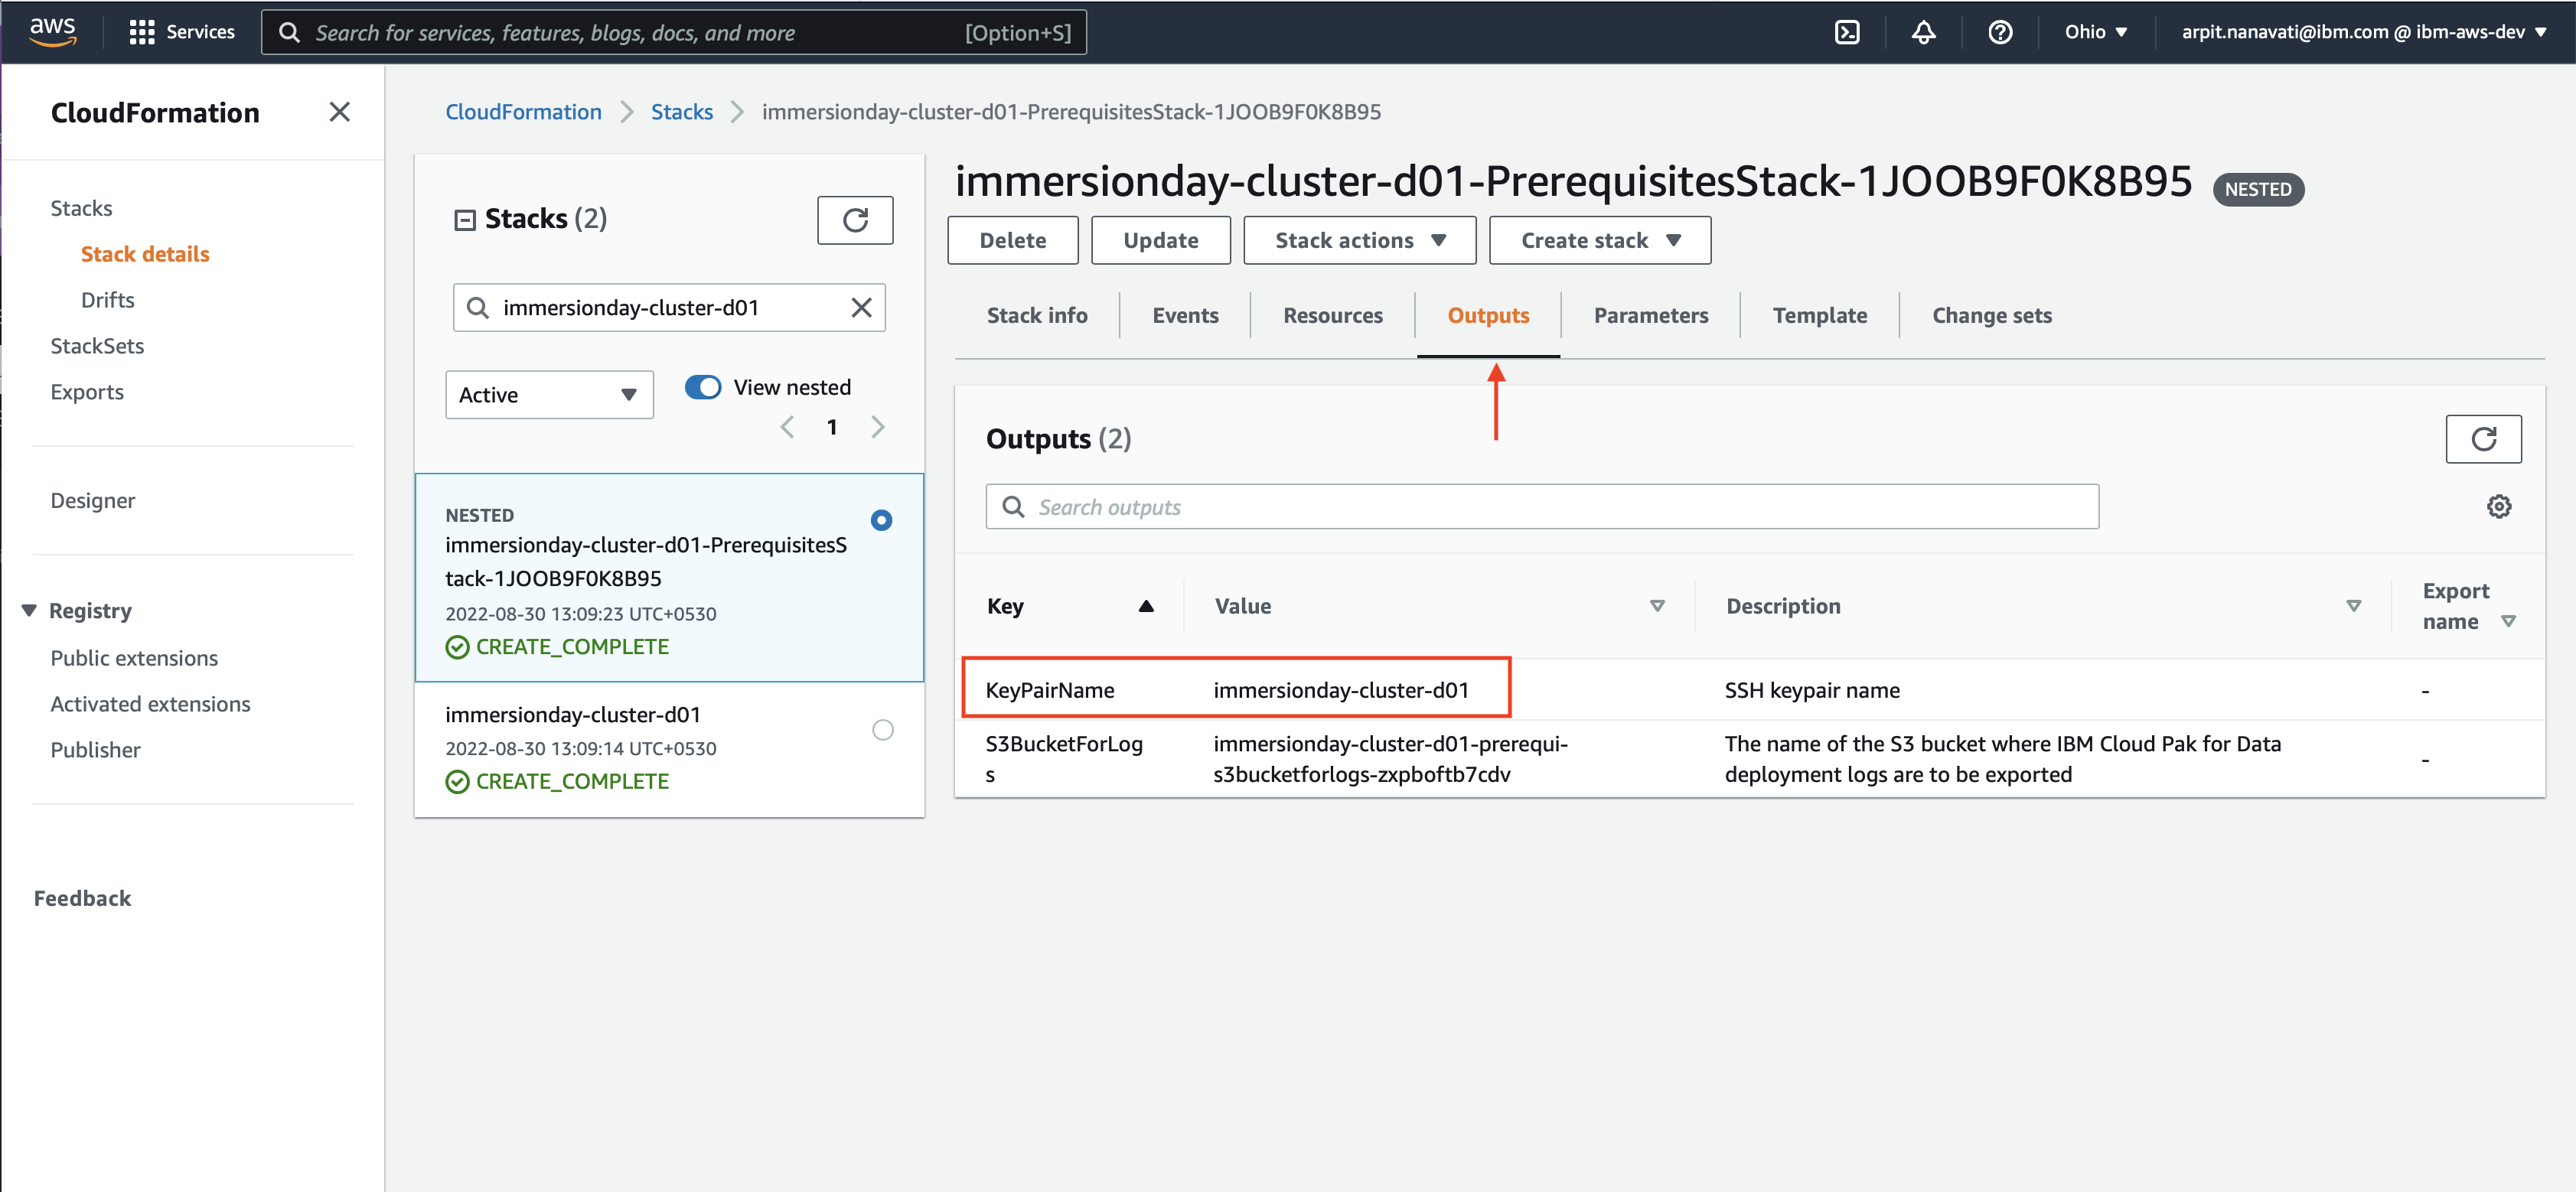 aws
Services
Search for services, features, blogs, docs, and more
[Option+S]
Ohio ▼
arpit.nanavati@ibm.com @ ibm-aws-dev ▼
CloudFormation
Stacks
Stack details
Drifts
StackSets
Exports
Designer
Registry
Public extensions
Activated extensions
Publisher
Feedback
CloudFormation
Stacks
immersionday-cluster-d01-PrerequisitesStack-1JOOB9F0K8B95
Stacks (2)
immersionday-cluster-d01
Active
View nested
1
NESTED
immersionday-cluster-d01-PrerequisitesS
tack-1JOOB9F0K8B95
2022-08-30 13:09:23 UTC+0530
CREATE_COMPLETE
immersionday-cluster-d01
2022-08-30 13:09:14 UTC+0530
CREATE_COMPLETE
immersionday-cluster-d01-PrerequisitesStack-1JOOB9F0K8B95
NESTED
Delete
Update
Stack actions
Create stack
Stack info
Events
Resources
Outputs
Parameters
Template
Change sets
Outputs (2)
Search outputs
Key
Value
Description
Export
name
KeyPairName
immersionday-cluster-d01
SSH keypair name
-
S3BucketForLog
s
immersionday-cluster-d01-prerequi-
s3bucketforlogs-zxpboftb7cdv
The name of the S3 bucket where IBM Cloud Pak for Data
deployment logs are to be exported
-